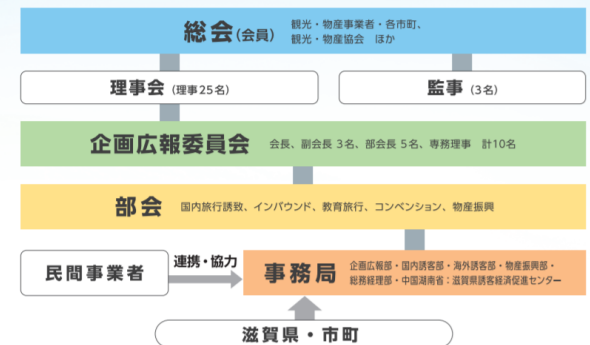 総会(会員) 観光・物産事業者・各市町、
観光・物産協会 ほか
理事会(理事25名)
監事(3名)
企画広報委員会 会長、副会長 3名、部会長 5名、専務理事 計10名
部会 国内旅行誘致、インバウンド、教育旅行、コンベンション、物産振興
民間事業者
連携・協力
事務局 企画広報部・国内誘客部・海外誘客部・物産振興部・
総務経理部・中国湖南省：滋賀県誘客経済促進センター
滋賀県・市町